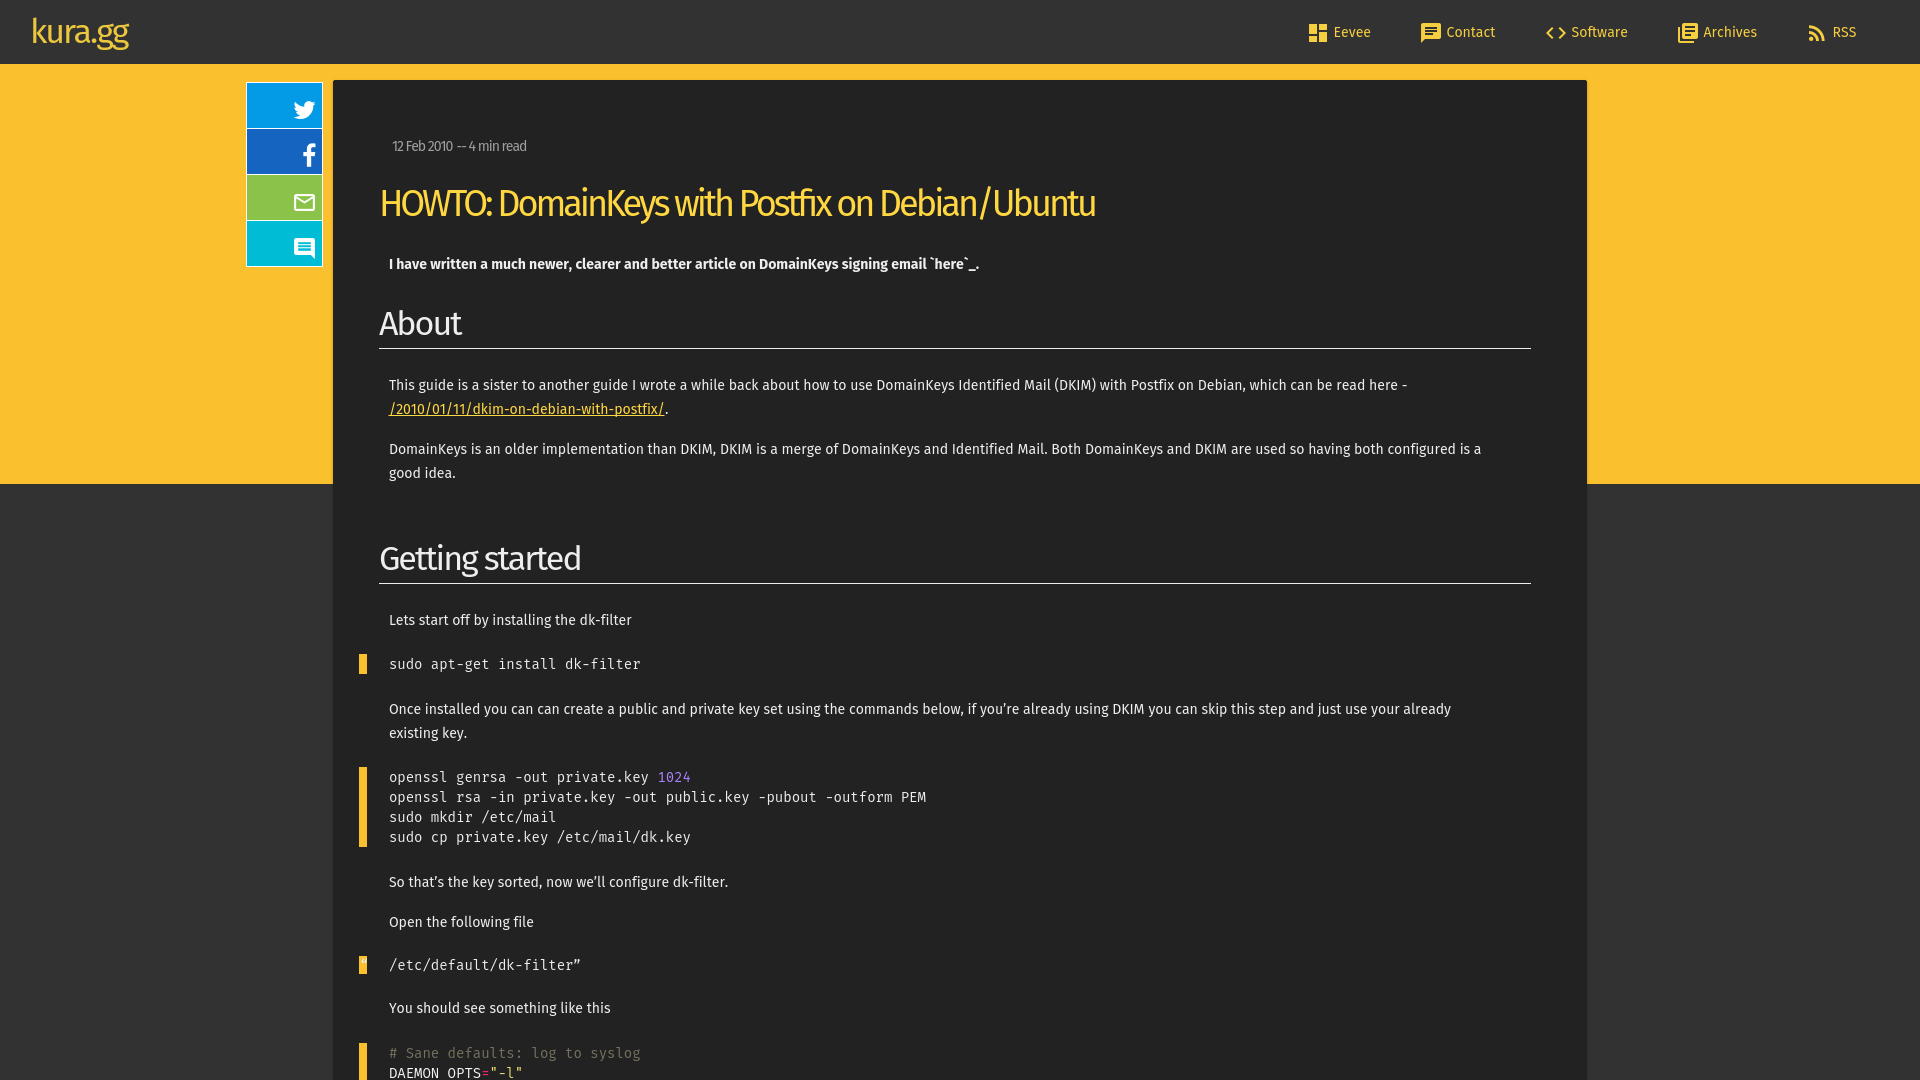 kura.gg
Eevee
Contact
Software
Archives
RSS
12 Feb 2010 -- 4 min read
HOWTO: DomainKeys with Postfix on Debian/Ubuntu
I have written a much newer, clearer and better article on DomainKeys signing email `here`_.
About
This guide is a sister to another guide I wrote a while back about how to use DomainKeys Identified Mail (DKIM) with Postfix on Debian, which can be read here -
/2010/01/11/dkim-on-debian-with-postfix/.
DomainKeys is an older implementation than DKIM, DKIM is a merge of DomainKeys and Identified Mail. Both DomainKeys and DKIM are used so having both configured is a
good idea.
Getting started
Lets start off by installing the dk-filter
sudo apt-get install dk-filter
Once installed you can can create a public and private key set using the commands below, if you’re already using DKIM you can skip this step and just use your already
existing key.
openssl genrsa -out private.key 1024
openssl rsa -in private.key -out public.key -pubout -outform PEM
sudo mkdir /etc/mail
sudo cp private.key /etc/mail/dk.key
So that’s the key sorted, now we’ll configure dk-filter.
Open the following file
“ /etc/default/dk-filter”
You should see something like this
# Sane defaults: log to syslog
DAEMON_OPTS="-l"